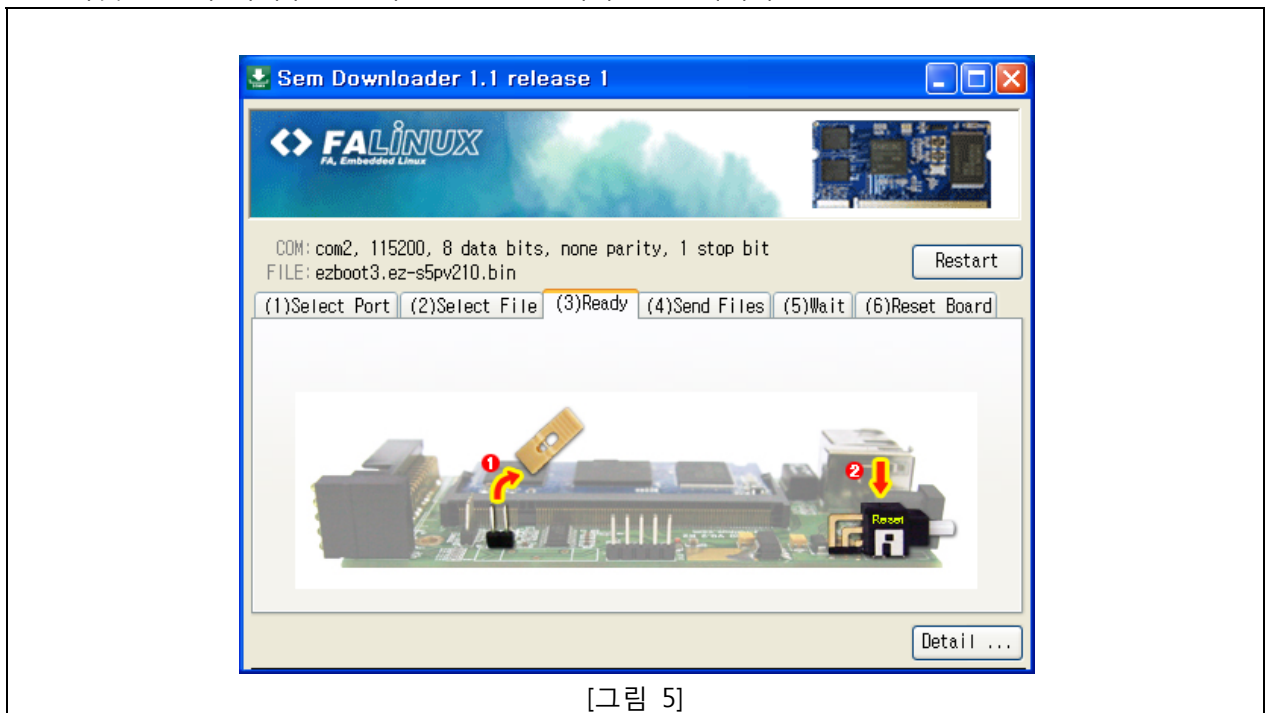 Sem Downloader 1.1 release 1
FALINUX
FA, Embedded Linux
COM: com2, 115200, 8 data bits, none parity, 1 stop bit
FILE: ezboot3.ez-s5pv210.bin
Restart
(1)Select Port (2)Select File (3)Ready (4)Send Files (5)Wait (6)Reset Board
1
2
Reset
Detail ...
[그림 5]